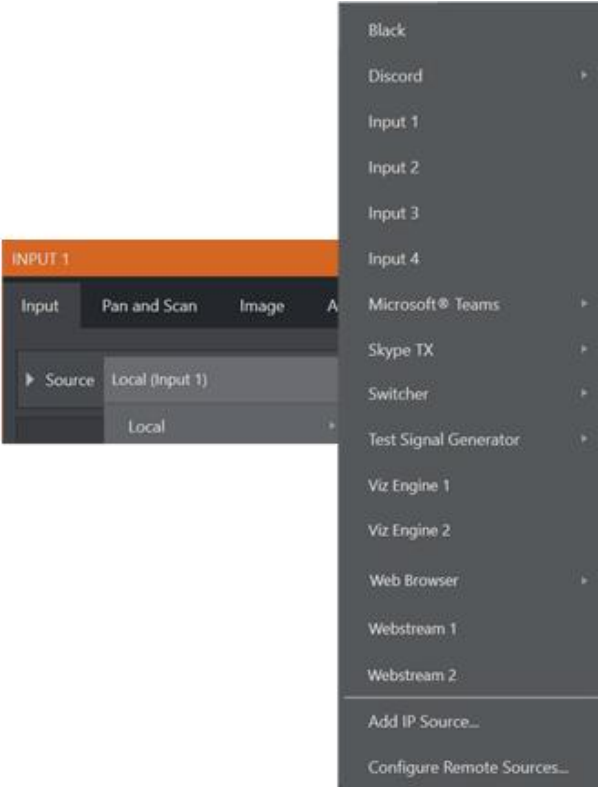 INPUT 1
Input Pan and Scan Image A
Source Local (Input 1)
Local
Black
Discord
Input 1
Input 2
Input 3
Input 4
Microsoft® Teams
Skype TX
Switcher
Test Signal Generator
Viz Engine 1
Viz Engine 2
Web Browser
Webstream 1
Webstream 2
Add IP Source...
Configure Remote Sources...